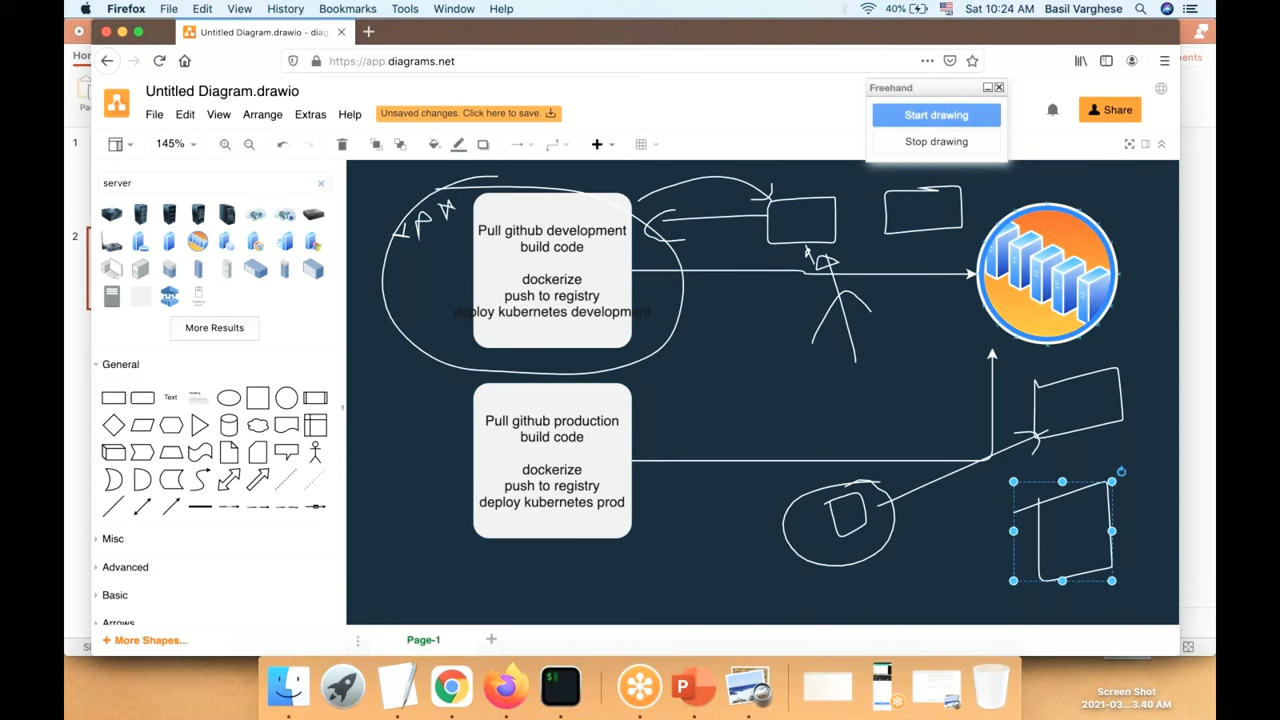 Firefox File Edit View History Bookmarks Tools Window Help
40% Sat 10:24 AM Basil Varghese
Untitled Diagram.drawio - diag
https://app.diagrams.net
Untitled Diagram.drawio
File Edit View Arrange Extras Help
Unsaved changes. Click here to save.
Freehand
Start drawing
Stop drawing
Share
145%
server
More Results
General
Text
Heading
Misc
Advanced
Basic
Arrows
+ More Shapes...
Pull github development
build code
dockerize
push to registry
deploy kubernetes development
Pull github production
build code
dockerize
push to registry
deploy kubernetes prod
Page-1
1
2
$
P
Screen Shot
2021-03...3.40 AM